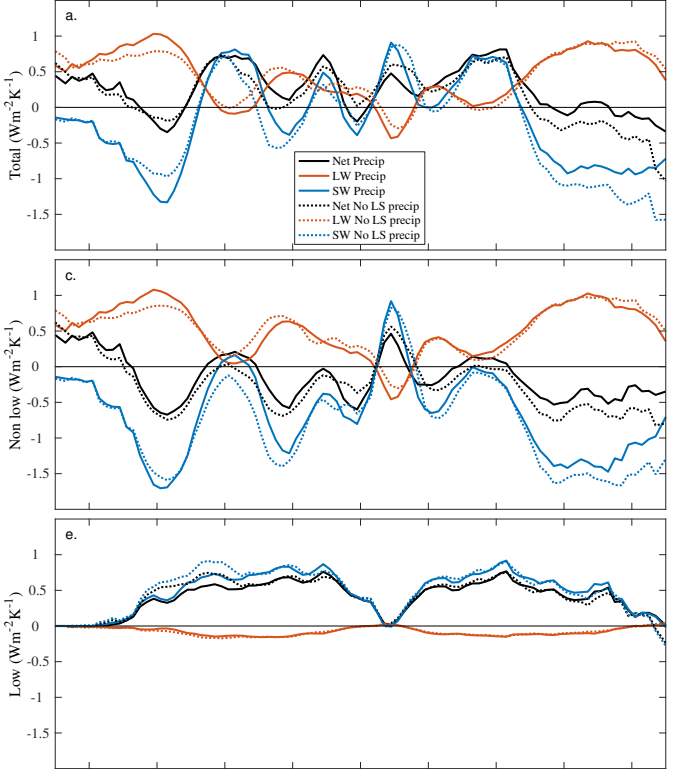 a.
1
0.5
0
-0.5
-1
-1.5
Total (Wm⁻²K⁻¹)
Net Precip
LW Precip
SW Precip
Net No LS precip
LW No LS precip
SW No LS precip
c.
1
0.5
0
-0.5
-1
-1.5
Non low (Wm⁻²K⁻¹)
e.
1
0.5
0
-0.5
-1
-1.5
Low (Wm⁻²K⁻¹)